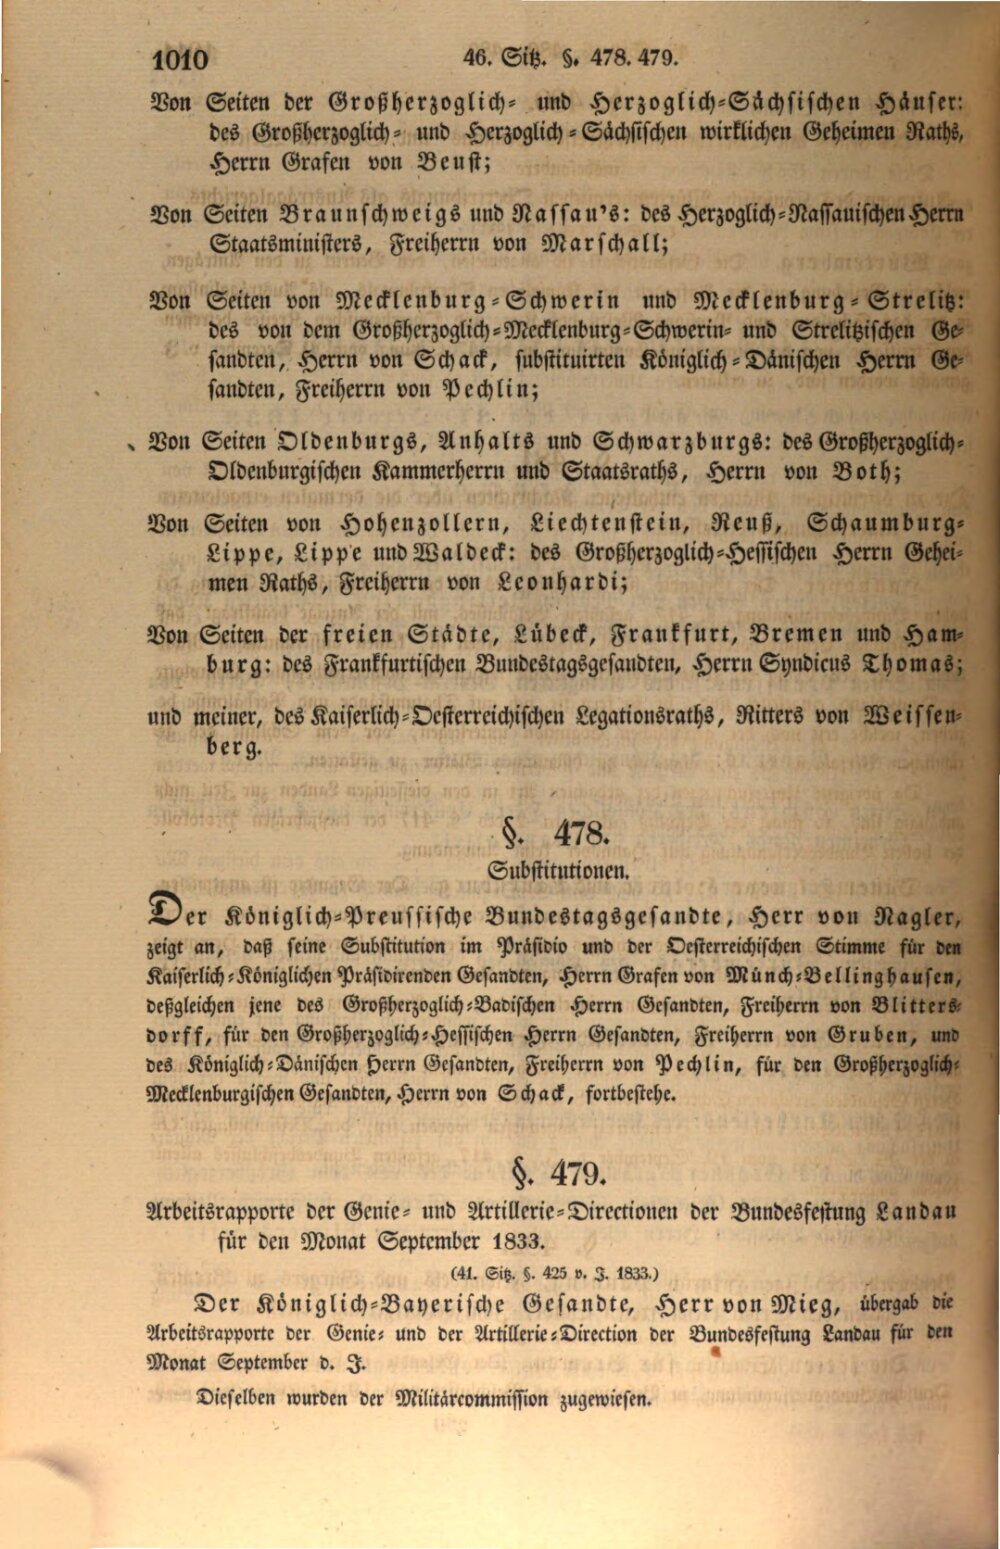 1010 46. Sitz. §. 478. 479.
Von Seiten der Großherzoglich- und Herzoglich-Sächsischen Häuser:
des Großherzoglich- und Herzoglich-Sächsischen wirklichen Geheimen Raths,
Herrn Grafen von Beust;
Von Seiten Braunschweigs und Nassau's: des Herzoglich-Nassauischen Herrn
Staatsministers, Freiherrn von Marschall;
Von Seiten von Mecklenburg-Schwerin und Mecklenburg-Strelitz:
des von dem Großherzoglich-Mecklenburg-Schwerin- und Strelitzischen Ge-
sandten, Herrn von Schack, substituirten Königlich-Dänischen Herrn Ge-
sandten, Freiherrn von Pechlin;
Von Seiten Oldenburgs, Anhalts und Schwarzburgs: des Großherzoglich-
Oldenburgischen Kammerherrn und Staatsraths, Herrn von Both;
Von Seiten von Hohenzollern, Liechtenstein, Reuß, Schaumburg-
Lippe, Lippe und Waldeck: des Großherzoglich-Hessischen Herrn Gehei-
men Raths, Freiherrn von Leonhardi;
Von Seiten der freien Städte, Lübeck, Frankfurt, Bremen und Ham-
burg: des Frankfurtischen Bundestagsgesandten, Herrn Syndicus Thomas;
und meiner, des Kaiserlich-Oesterreichischen Legationsraths, Ritters von Weissen-
berg.
§. 478.
Substitutionen.
Der Königlich-Preussische Bundestagsgesandte, Herr von Nagler,
zeigt an, daß seine Substitution im Präsidio und der Oesterreichischen Stimme für den
Kaiserlich-Königlichen Präsidirenden Gesandten, Herrn Grafen von Münch-Bellinghausen,
deßgleichen jene des Großherzoglich-Badischen Herrn Gesandten, Freiherrn von Blitters-
dorff, für den Großherzoglich-Hessischen Herrn Gesandten, Freiherrn von Gruben, und
des Königlich-Dänischen Herrn Gesandten, Freiherrn von Pechlin, für den Großherzoglich-
Mecklenburgischen Gesandten, Herrn von Schack, fortbestehe.
§. 479.
Arbeitsrapporte der Genie- und Artillerie-Directionen der Bundesfestung Landau
für den Monat September 1833.
(41. Sitz. §. 425 v. J. 1833.)
Der Königlich-Bayerische Gesandte, Herr von Mieg, übergab die
Arbeitsrapporte der Genie- und der Artillerie-Direction der Bundesfestung Landau für den
Monat September d. J.
Dieselben wurden der Militärcommission zugewiesen.